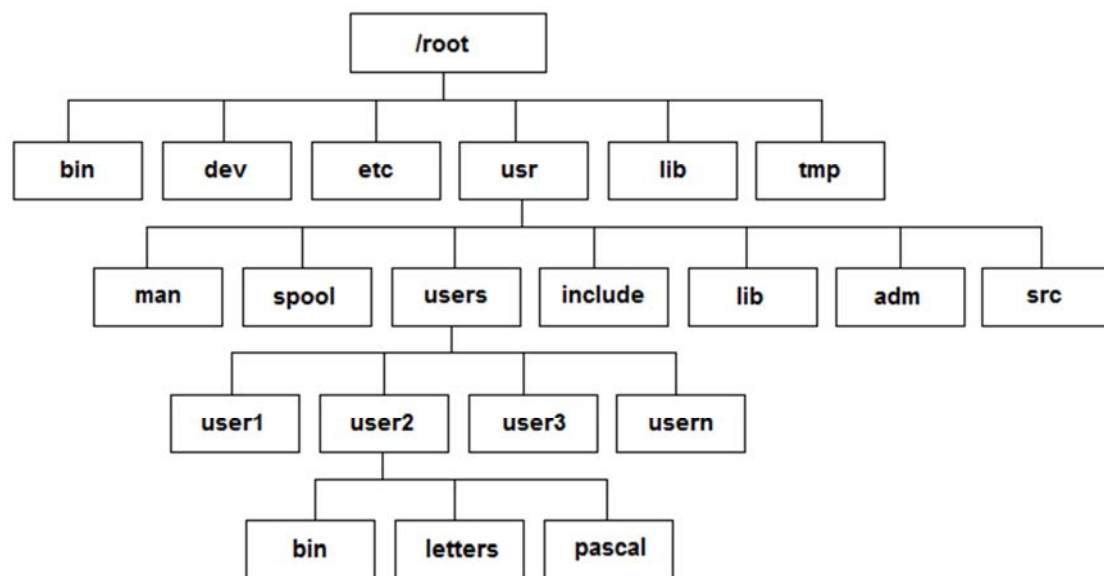 /root
bin dev etc usr lib tmp
man spool users include lib adm src
user1 user2 user3 usern
bin letters pascal